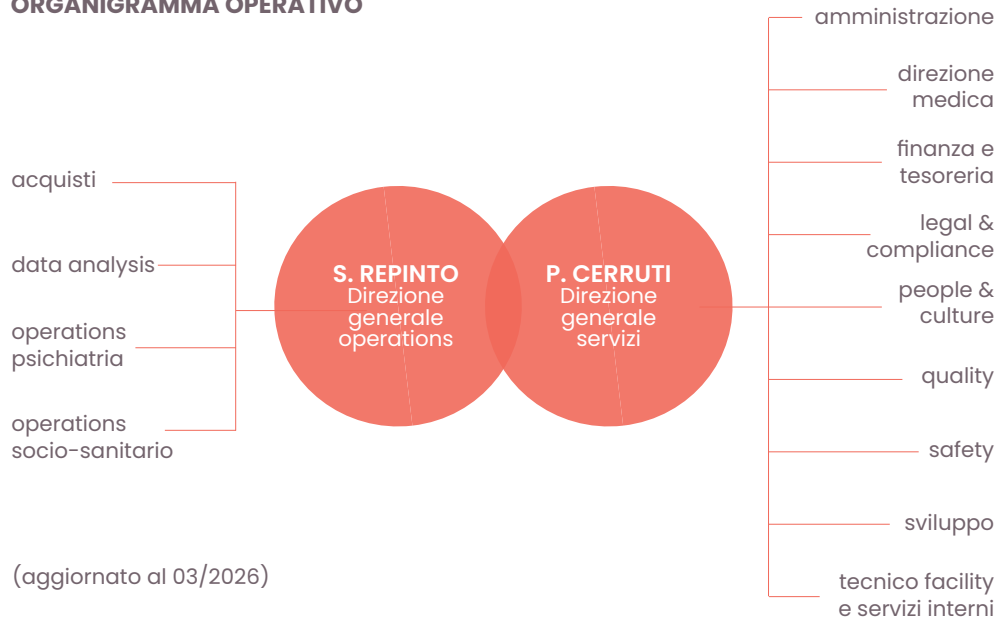 ORGANIGRAMMA OPERATIVO
acquisti
data analysis
operations
psichiatria
operations
socio-sanitario
S. REPINTO
Direzione
generale
operations
P. CERRUTI
Direzione
generale
servizi
amministrazione
direzione
medica
finanza e
tesoreria
legal &
compliance
people &
culture
quality
safety
sviluppo
tecnico facility
e servizi interni
(aggiornato al 03/2026)